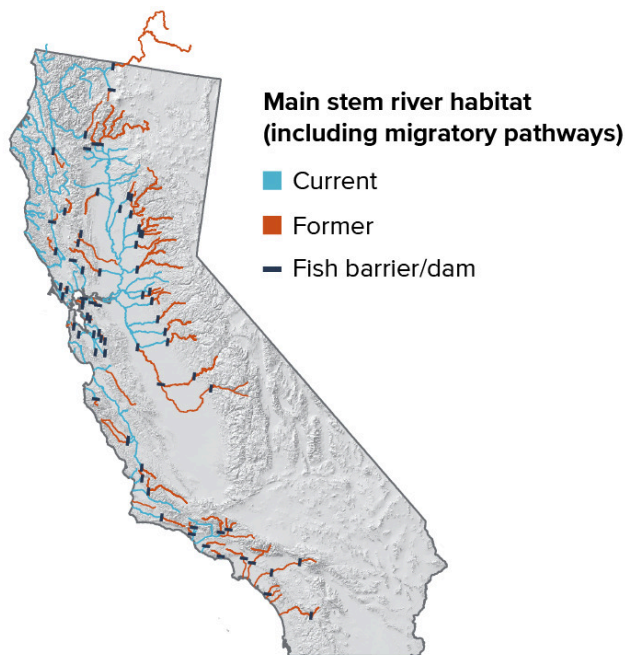 Main stem river habitat
(including migratory pathways)
Current
Former
Fish barrier/dam